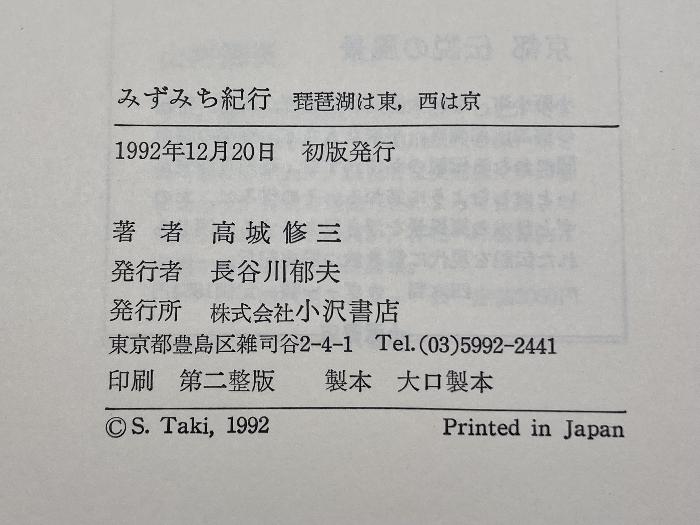 みずみち紀行 琵琶湖は東，西は京
1992年12月20日 初版発行
著者 高城修三
発行者 長谷川郁夫
発行所 株式会社小沢書店
東京都豊島区雑司谷2-4-1 Tel.(03)5992-2441
印刷 第二整版 製本 大口製本
©S. Taki, 1992 Printed in Japan